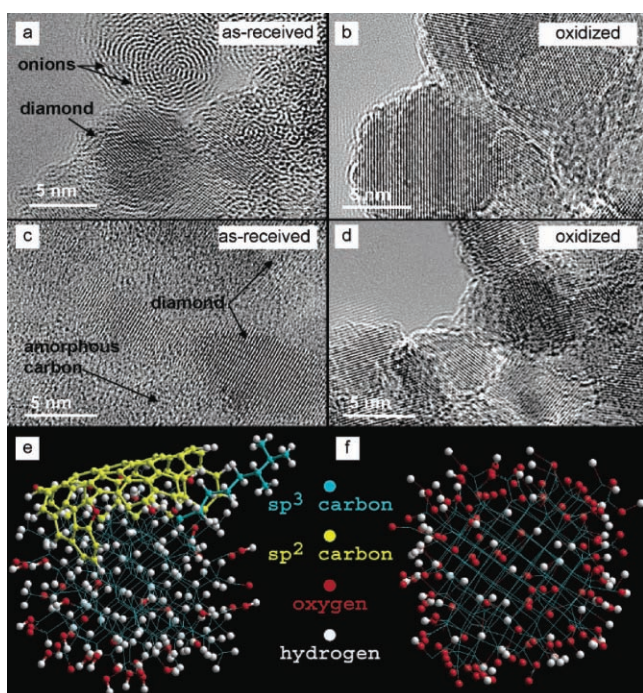 a
as-received
onions
diamond
5 nm
b
oxidized
5 nm
c
as-received
diamond
amorphous
carbon
5 nm
d
oxidized
5 nm
e
sp³ carbon
sp² carbon
oxygen
hydrogen
f